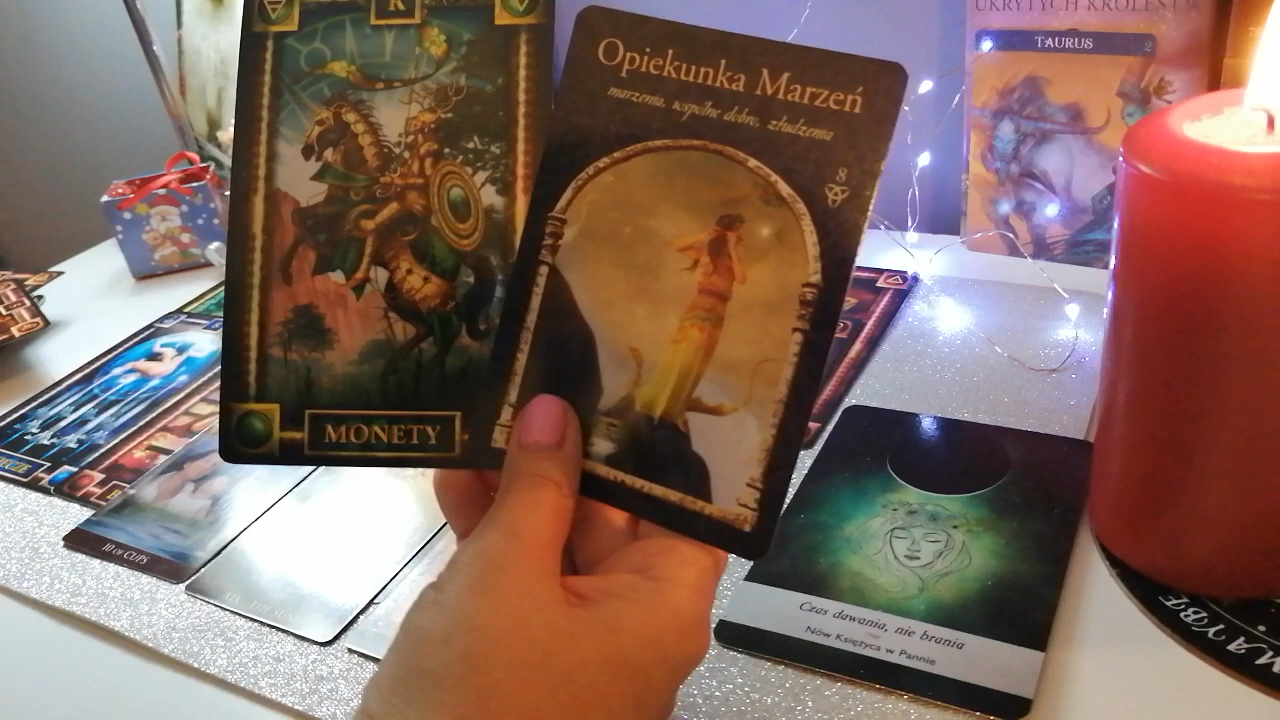 K
MONETY
Opiekunka Marzeń
marzenia, wspólne dobro, złudzenia
8
UKRYTYCH KRÓLESTW
TAURUS
2
10 OF CUPS
Czas dawania, nie brania
Nów Księżyca w Pannie
MAYBE